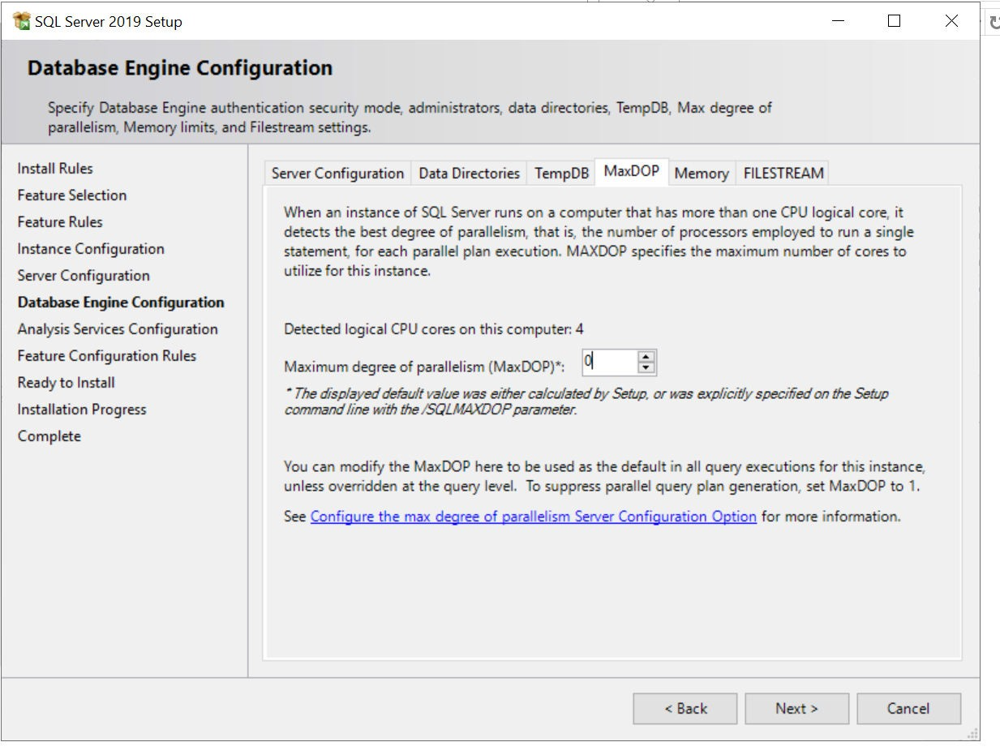 SQL Server 2019 Setup
Database Engine Configuration
Specify Database Engine authentication security mode, administrators, data directories, TempDB, Max degree of
parallelism, Memory limits, and Filestream settings.
Install Rules
Feature Selection
Feature Rules
Instance Configuration
Server Configuration
Database Engine Configuration
Analysis Services Configuration
Feature Configuration Rules
Ready to Install
Installation Progress
Complete
Server Configuration Data Directories TempDB MaxDOP Memory FILESTREAM
When an instance of SQL Server runs on a computer that has more than one CPU logical core, it
detects the best degree of parallelism, that is, the number of processors employed to run a single
statement, for each parallel plan execution. MAXDOP specifies the maximum number of cores to
utilize for this instance.
Detected logical CPU cores on this computer: 4
Maximum degree of parallelism (MaxDOP)*: 0
* The displayed default value was either calculated by Setup, or was explicitly specified on the Setup
command line with the /SQLMAXDOP parameter.
You can modify the MaxDOP here to be used as the default in all query executions for this instance,
unless overridden at the query level. To suppress parallel query plan generation, set MaxDOP to 1.
See Configure the max degree of parallelism Server Configuration Option for more information.
< Back Next > Cancel